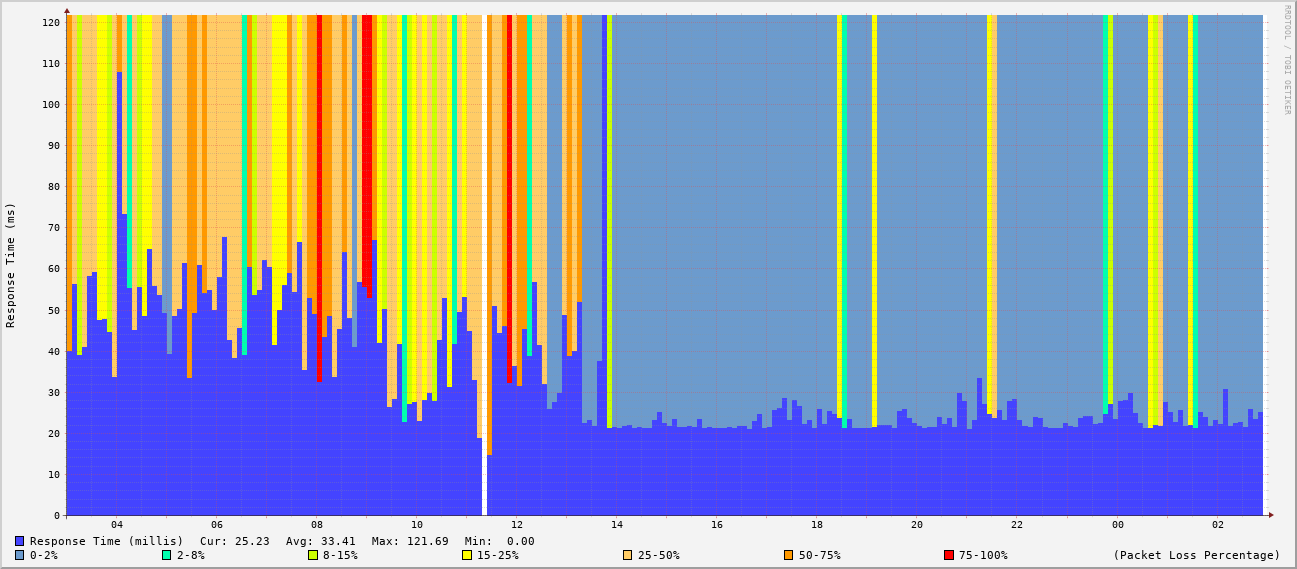 RRDTOOL / TOBI OETIKER
Response Time (ms)
120
110
100
90
80
70
60
50
40
30
20
10
0
04 06 08 10 12 14 16 18 20 22 00 02
Response Time (millis) Cur: 25.23 Avg: 33.41 Max: 121.69 Min: 0.00
0-2% 2-8% 8-15% 15-25% 25-50% 50-75% 75-100% (Packet Loss Percentage)